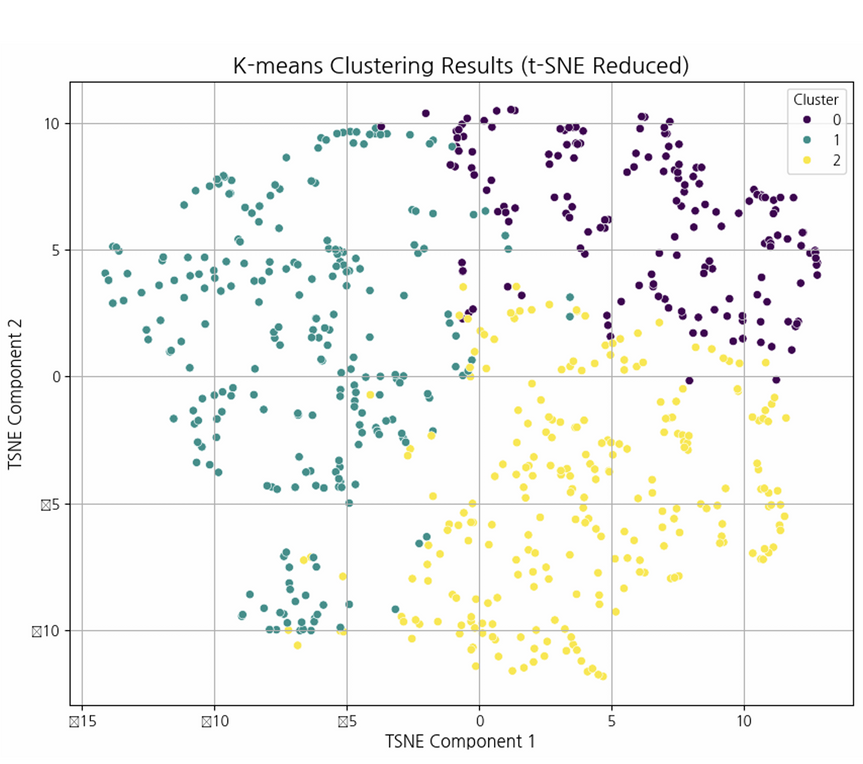 K-means Clustering Results (t-SNE Reduced)
Cluster
0
1
2
10
5
0
□5
□10
□15 □10 □5 0 5 10
TSNE Component 2
TSNE Component 1